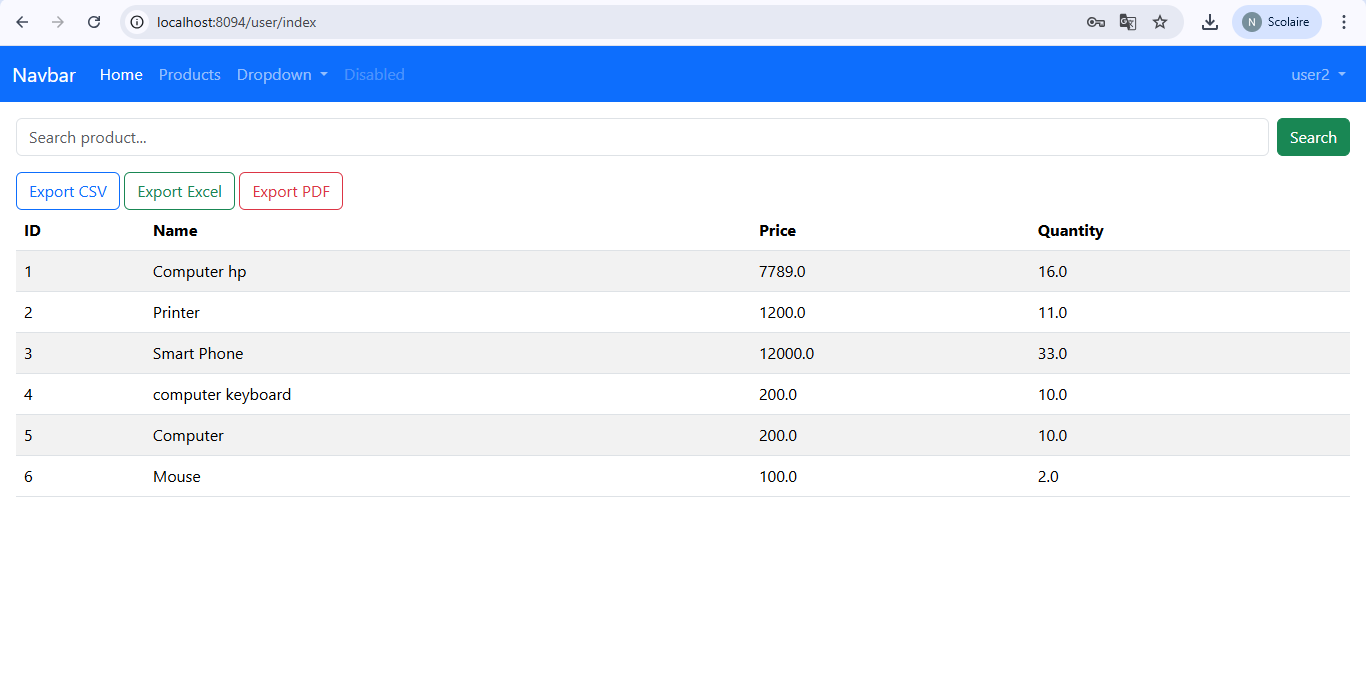 localhost:8094/user/index
N Scolaire
Navbar Home Products Dropdown Disabled user2
Search product... Search
Export CSV Export Excel Export PDF
ID Name Price Quantity
1 Computer hp 7789.0 16.0
2 Printer 1200.0 11.0
3 Smart Phone 12000.0 33.0
4 computer keyboard 200.0 10.0
5 Computer 200.0 10.0
6 Mouse 100.0 2.0